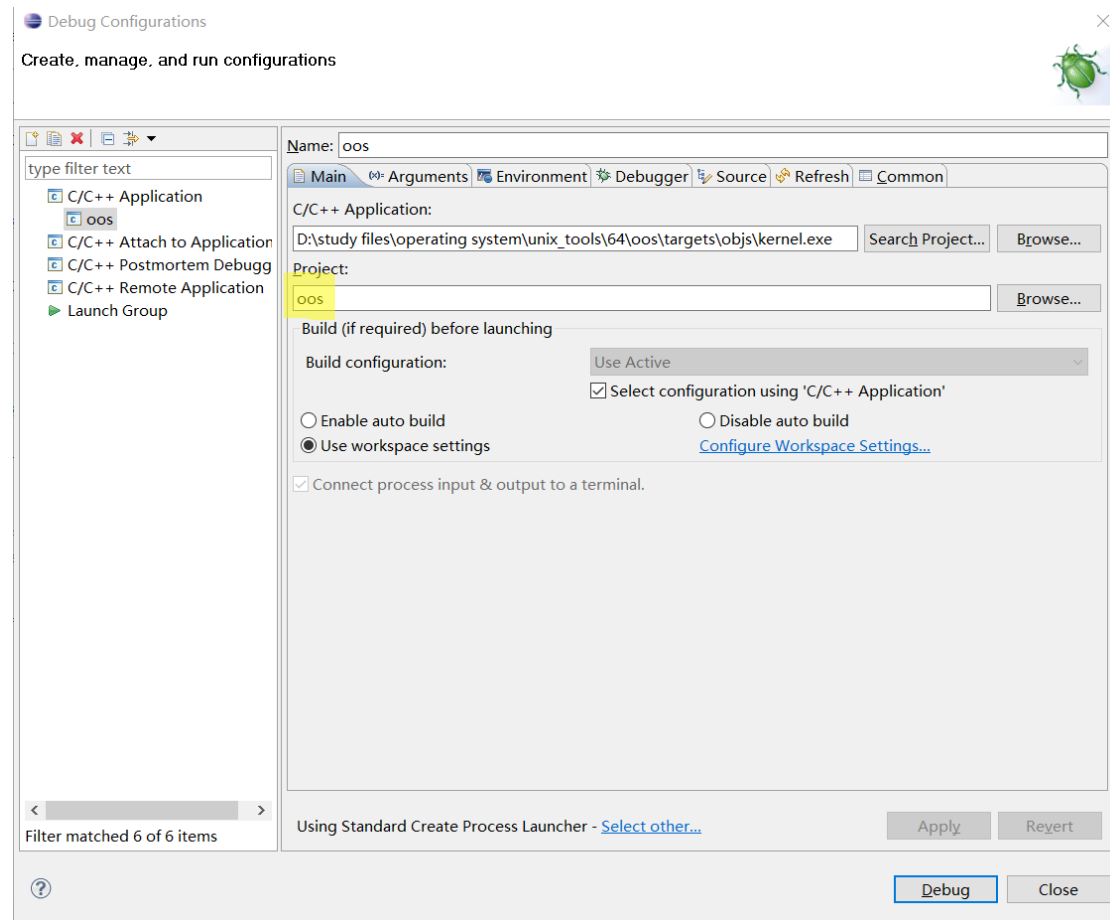 Debug Configurations
Create, manage, and run configurations
type filter text
C/C++ Application
oos
C/C++ Attach to Application
C/C++ Postmortem Debugg
C/C++ Remote Application
Launch Group
Filter matched 6 of 6 items
Name: oos
Main (x)= Arguments Environment Debugger Source Refresh Common
C/C++ Application:
D:\study files\operating system\unix_tools\64\oos\targets\objs\kernel.exe Search Project... Browse...
Project:
oos Browse...
Build (if required) before launching
Build configuration: Use Active
Select configuration using 'C/C++ Application'
Enable auto build Disable auto build
Use workspace settings Configure Workspace Settings...
Connect process input & output to a terminal.
Using Standard Create Process Launcher - Select other... Apply Revert
Debug Close